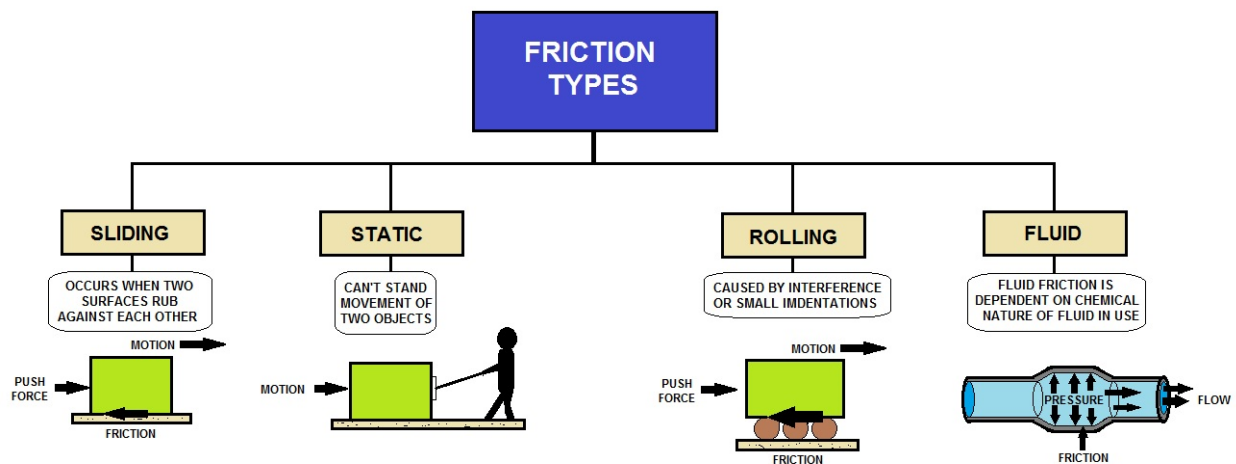 FRICTION
TYPES
SLIDING
STATIC
ROLLING
FLUID
OCCURS WHEN TWO
SURFACES RUB
AGAINST EACH OTHER
CAN'T STAND
MOVEMENT OF
TWO OBJECTS
CAUSED BY INTERFERENCE
OR SMALL IMDENTATIONS
FLUID FRICTION IS
DEPENDENT ON CHEMICAL
NATURE OF FLUID IN USE
MOTION
PUSH
FORCE
FRICTION
MOTION
MOTION
PUSH
FORCE
FRICTION
PRESSURE
FLOW
FRICTION